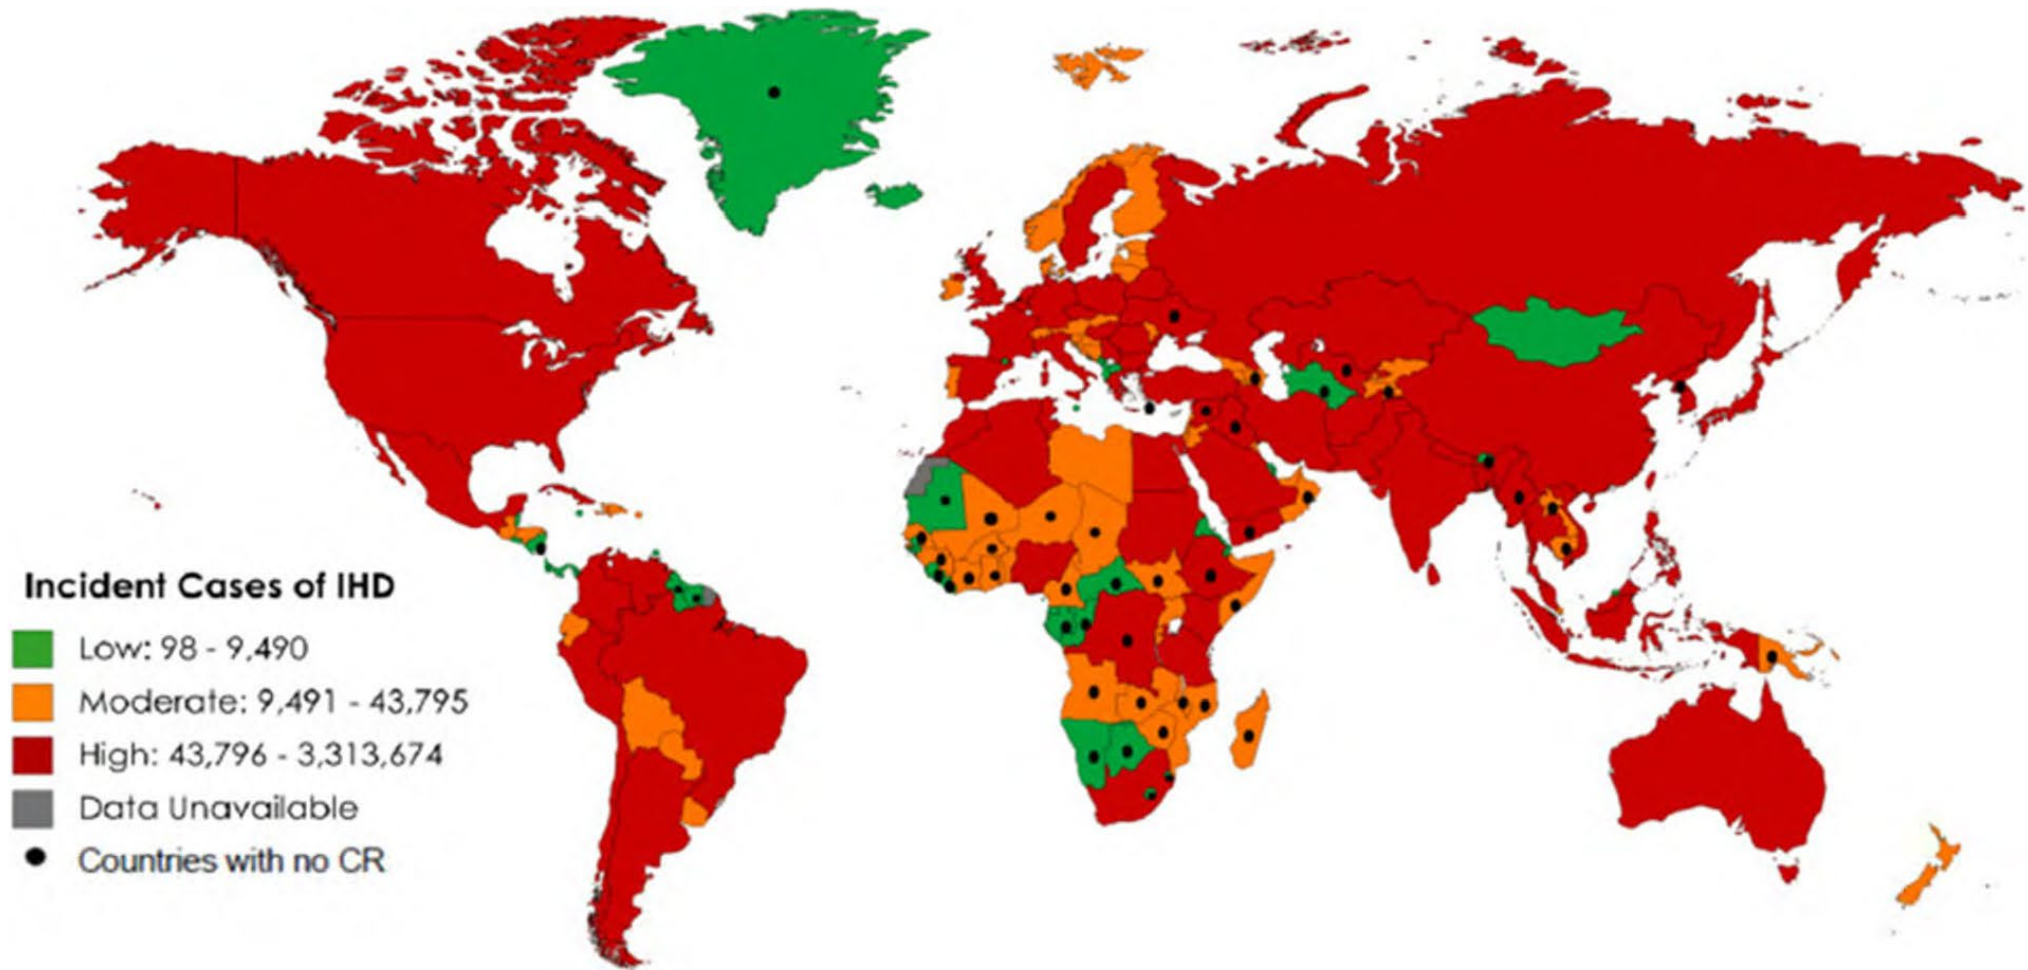 Incident Cases of IHD
Low: 98 - 9,490
Moderate: 9,491 - 43,795
High: 43,796 - 3,313,674
Data Unavailable
Countries with no CR